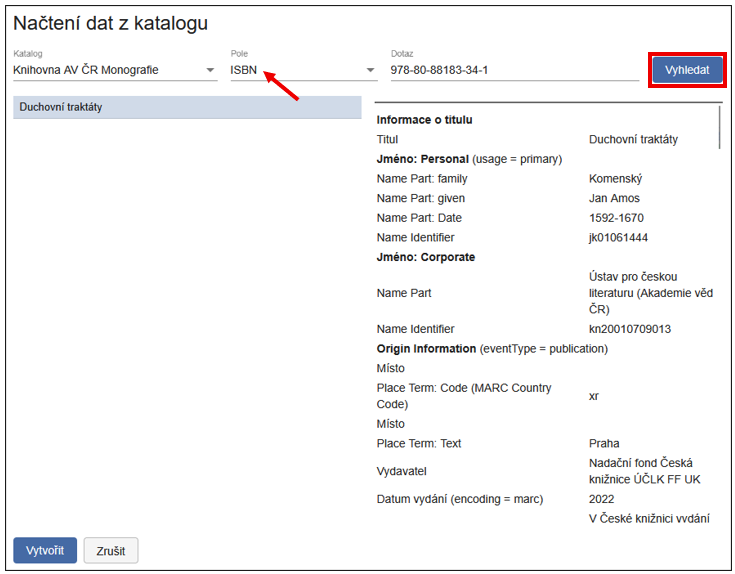 Načtení dat z katalogu
Katalog
Pole
Dotaz
Knihovna AV ČR Monografie
ISBN
978-80-88183-34-1
Vyhledat
Duchovní traktáty
Informace o titulu
Titul Duchovní traktáty
Jméno: Personal (usage = primary)
Name Part: family Komenský
Name Part: given Jan Amos
Name Part: Date 1592-1670
Name Identifier jk01061444
Jméno: Corporate
Name Part
Ústav pro českou
literaturu (Akademie věd
ČR)
Name Identifier kn20010709013
Origin Information (eventType = publication)
Místo
Place Term: Code (MARC Country
Code)
xr
Místo
Place Term: Text Praha
Vydavatel
Nadační fond Česká
knižnice ÚČLK FF UK
Datum vydání (encoding = marc) 2022
V České knižnici vydání
Vytvořit
Zrušit